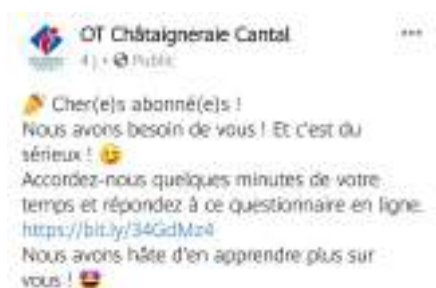 OT Châtaigneraie Cantal
4 j • Public
Cher(e)s abonné(e)s !
Nous avons besoin de vous ! Et c'est du
sérieux ! 😉
Accordez-nous quelques minutes de votre
temps et répondez à ce questionnaire en ligne.
https://bit.ly/34GdMz4
Nous avons hâte d'en apprendre plus sur
vous ! 🤩